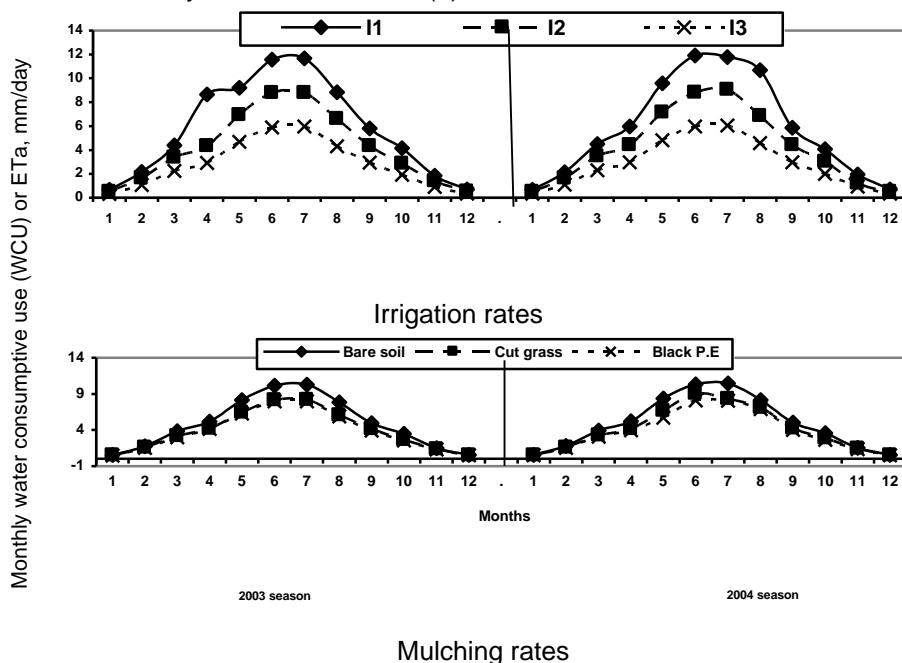 Monthly water consumptive use (WCU) or ETa, mm/day
I1 I2 I3
14
12
10
8
6
4
2
0
1 2 3 4 5 6 7 8 9 10 11 12 . 1 2 3 4 5 6 7 8 9 10 11 12
Irrigation rates
Bare soil Cut grass Black P.E
14
9
4
-1
1 2 3 4 5 6 7 8 9 10 11 12 . 1 2 3 4 5 6 7 8 9 10 11 12
Months
2003 season 2004 season
Mulching rates